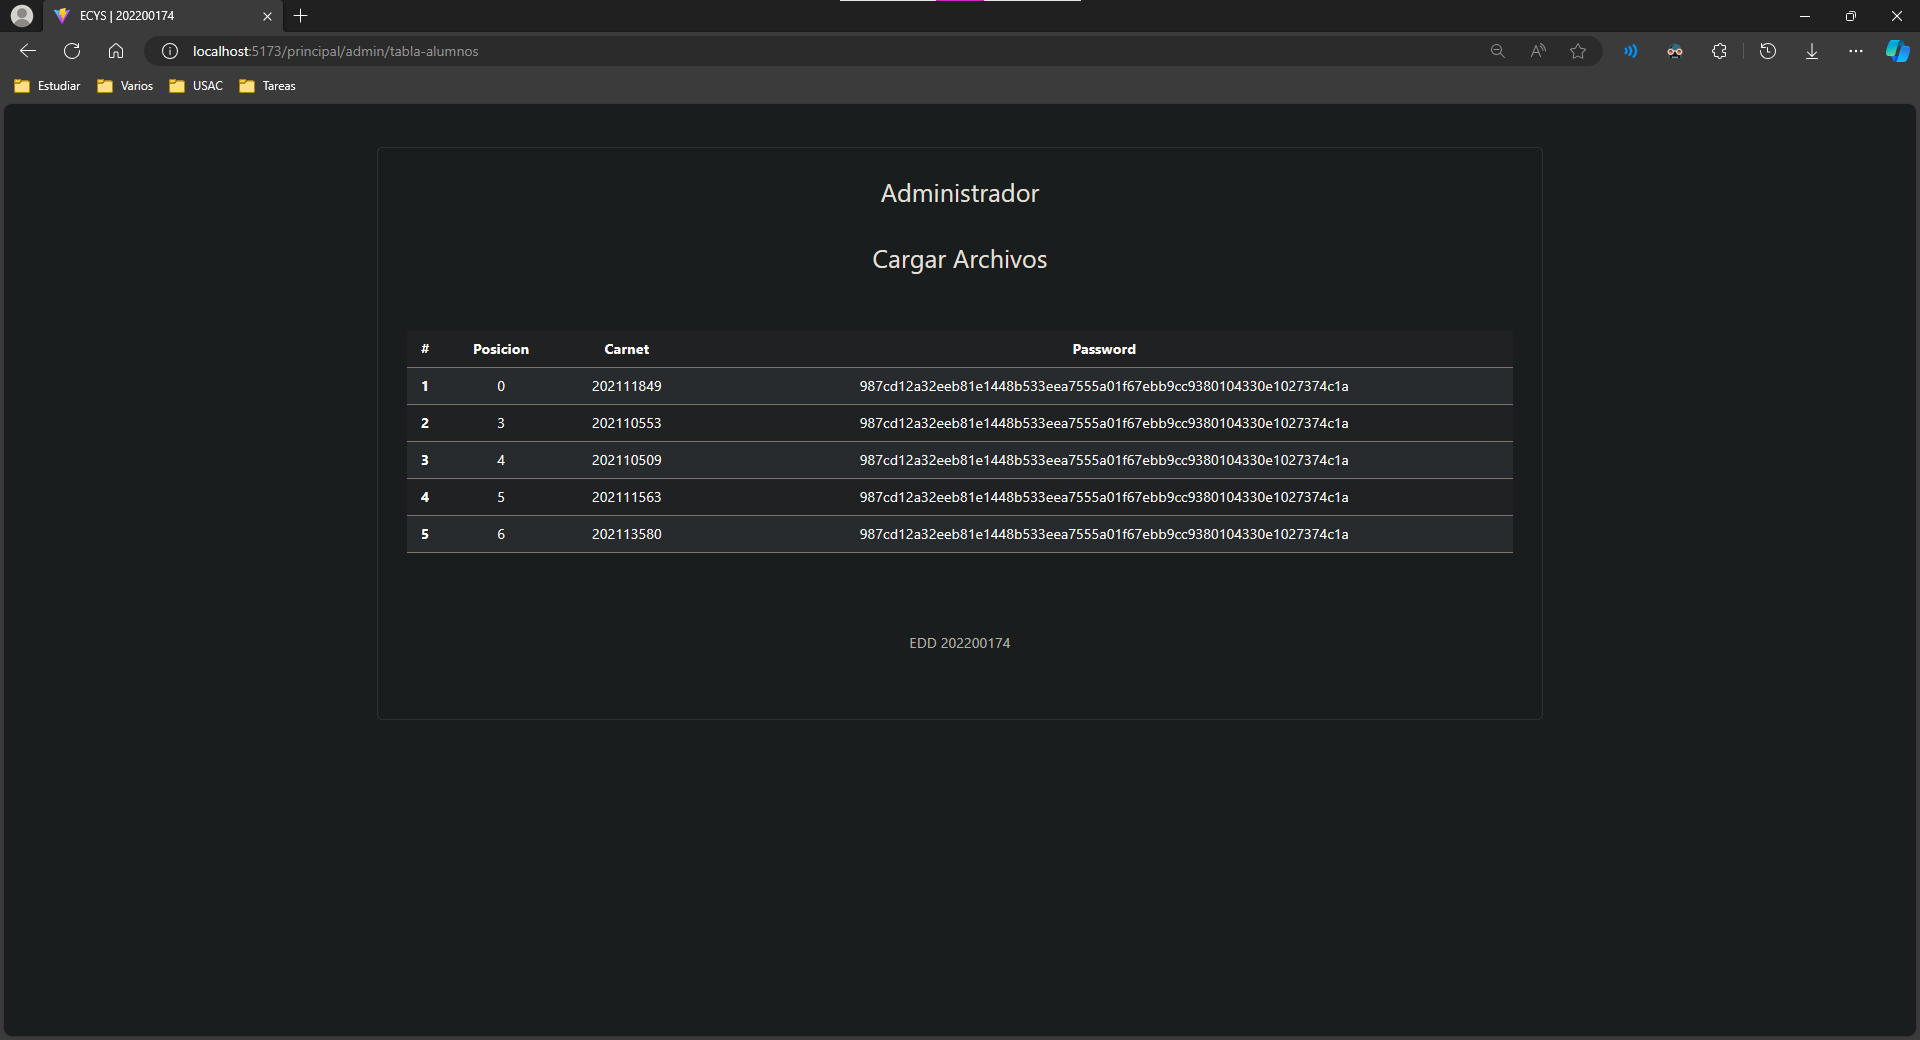 ECYS | 202200174
localhost:5173/principal/admin/tabla-alumnos
Estudiar Varios USAC Tareas
Administrador
Cargar Archivos
# Posicion Carnet Password
1 0 202111849 987cd12a32eeb81e1448b533eea7555a01f67ebb9cc9380104330e1027374c1a
2 3 202110553 987cd12a32eeb81e1448b533eea7555a01f67ebb9cc9380104330e1027374c1a
3 4 202110509 987cd12a32eeb81e1448b533eea7555a01f67ebb9cc9380104330e1027374c1a
4 5 202111563 987cd12a32eeb81e1448b533eea7555a01f67ebb9cc9380104330e1027374c1a
5 6 202113580 987cd12a32eeb81e1448b533eea7555a01f67ebb9cc9380104330e1027374c1a
EDD 202200174